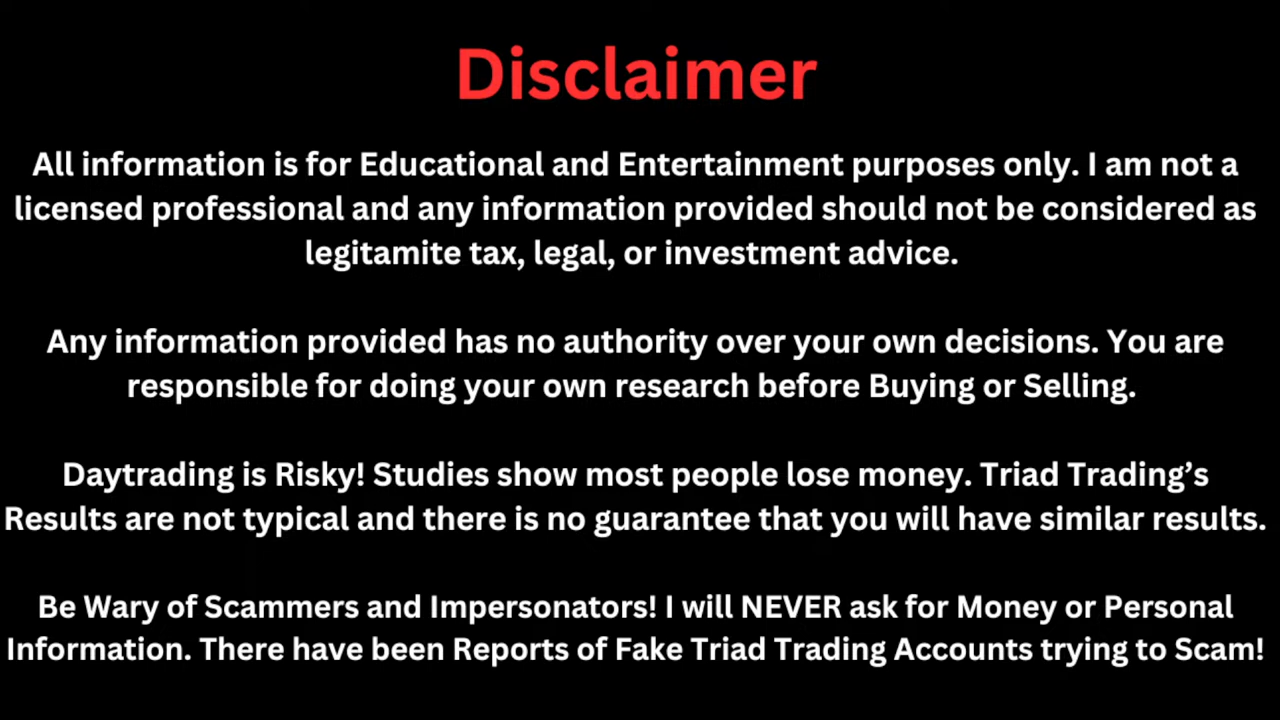 Disclaimer
All information is for Educational and Entertainment purposes only. I am not a
licensed professional and any information provided should not be considered as
legitamite tax, legal, or investment advice.
Any information provided has no authority over your own decisions. You are
responsible for doing your own research before Buying or Selling.
Daytrading is Risky! Studies show most people lose money. Triad Trading’s
Results are not typical and there is no guarantee that you will have similar results.
Be Wary of Scammers and Impersonators! I will NEVER ask for Money or Personal
Information. There have been Reports of Fake Triad Trading Accounts trying to Scam!